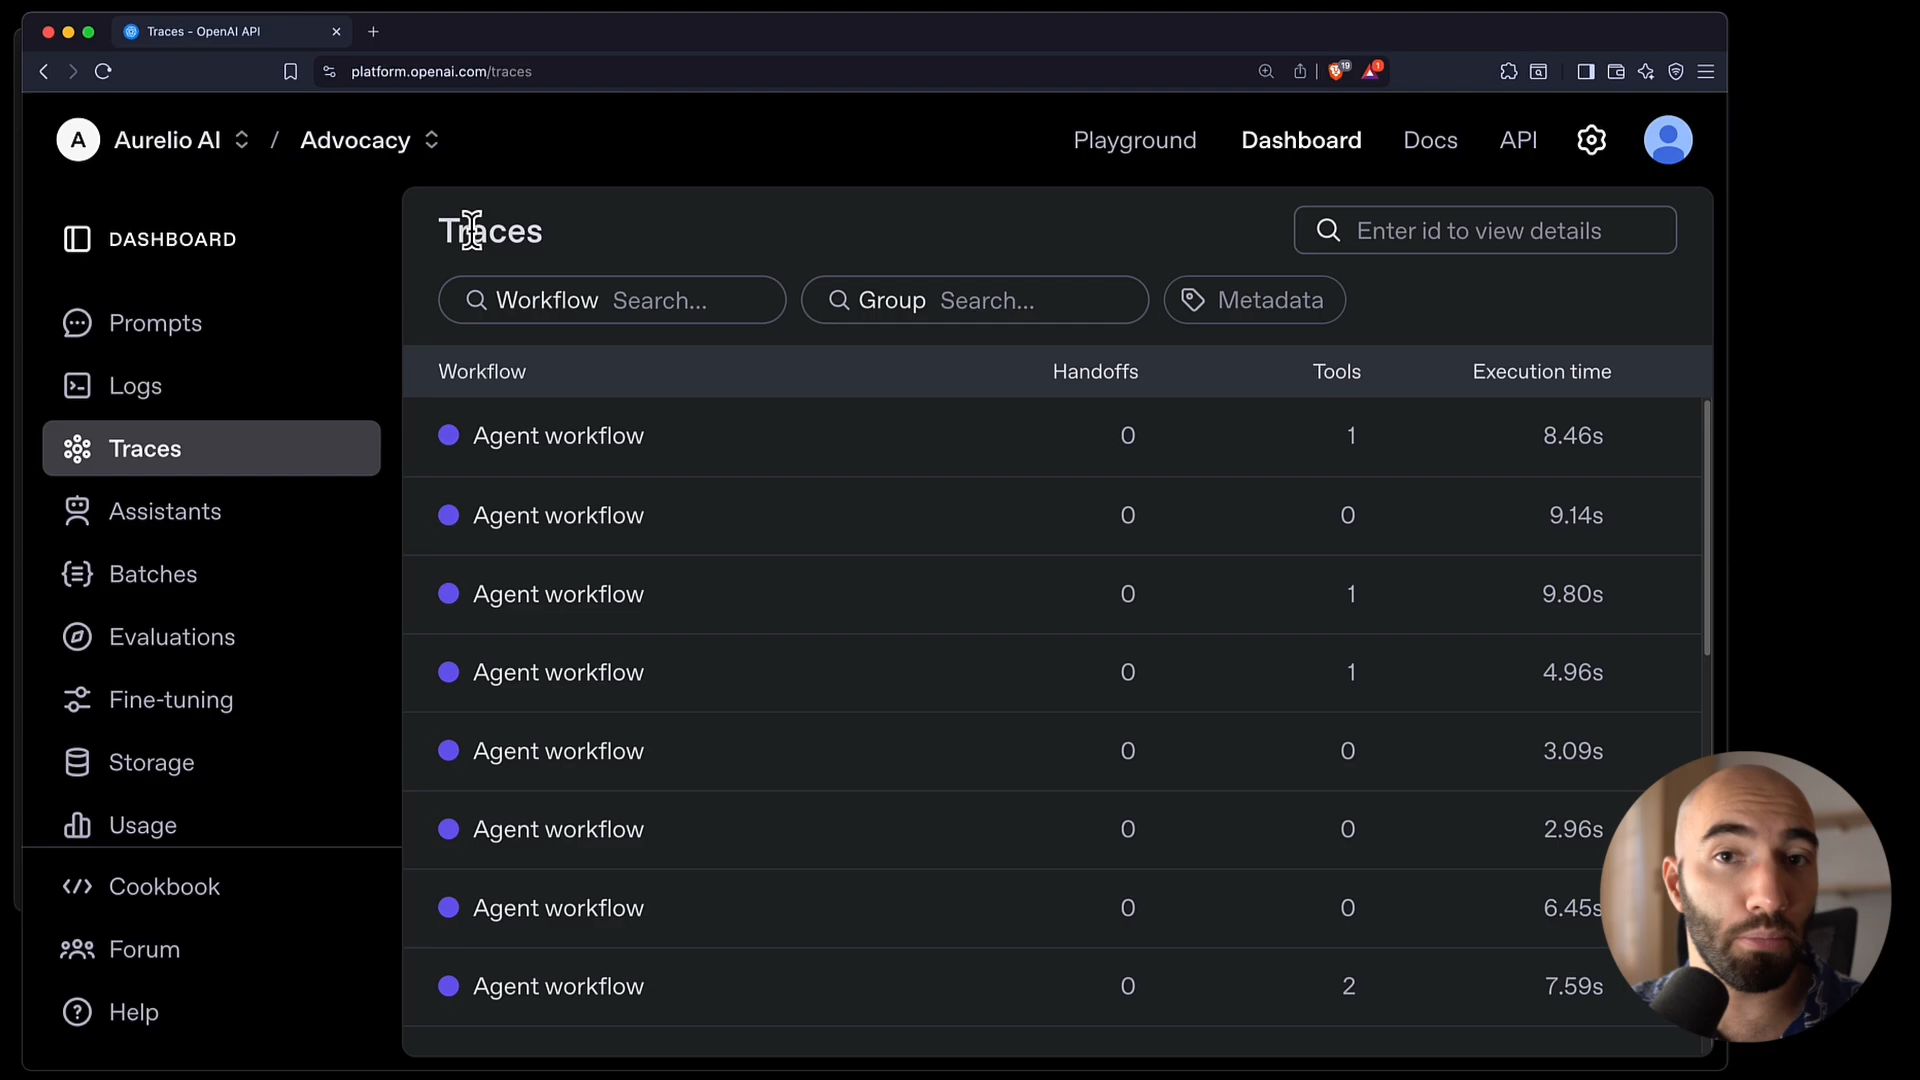 Traces - OpenAI API
platform.openai.com/traces
19
1
A Aurelio AI / Advocacy
Playground Dashboard Docs API
DASHBOARD
Prompts
Logs
Traces
Assistants
Batches
Evaluations
Fine-tuning
Storage
Usage
Cookbook
Forum
Help
Traces
Enter id to view details
Workflow Search...
Group Search...
Metadata
Workflow Handoffs Tools Execution time
Agent workflow 0 1 8.46s
Agent workflow 0 0 9.14s
Agent workflow 0 1 9.80s
Agent workflow 0 1 4.96s
Agent workflow 0 0 3.09s
Agent workflow 0 0 2.96s
Agent workflow 0 0 6.45s
Agent workflow 0 2 7.59s